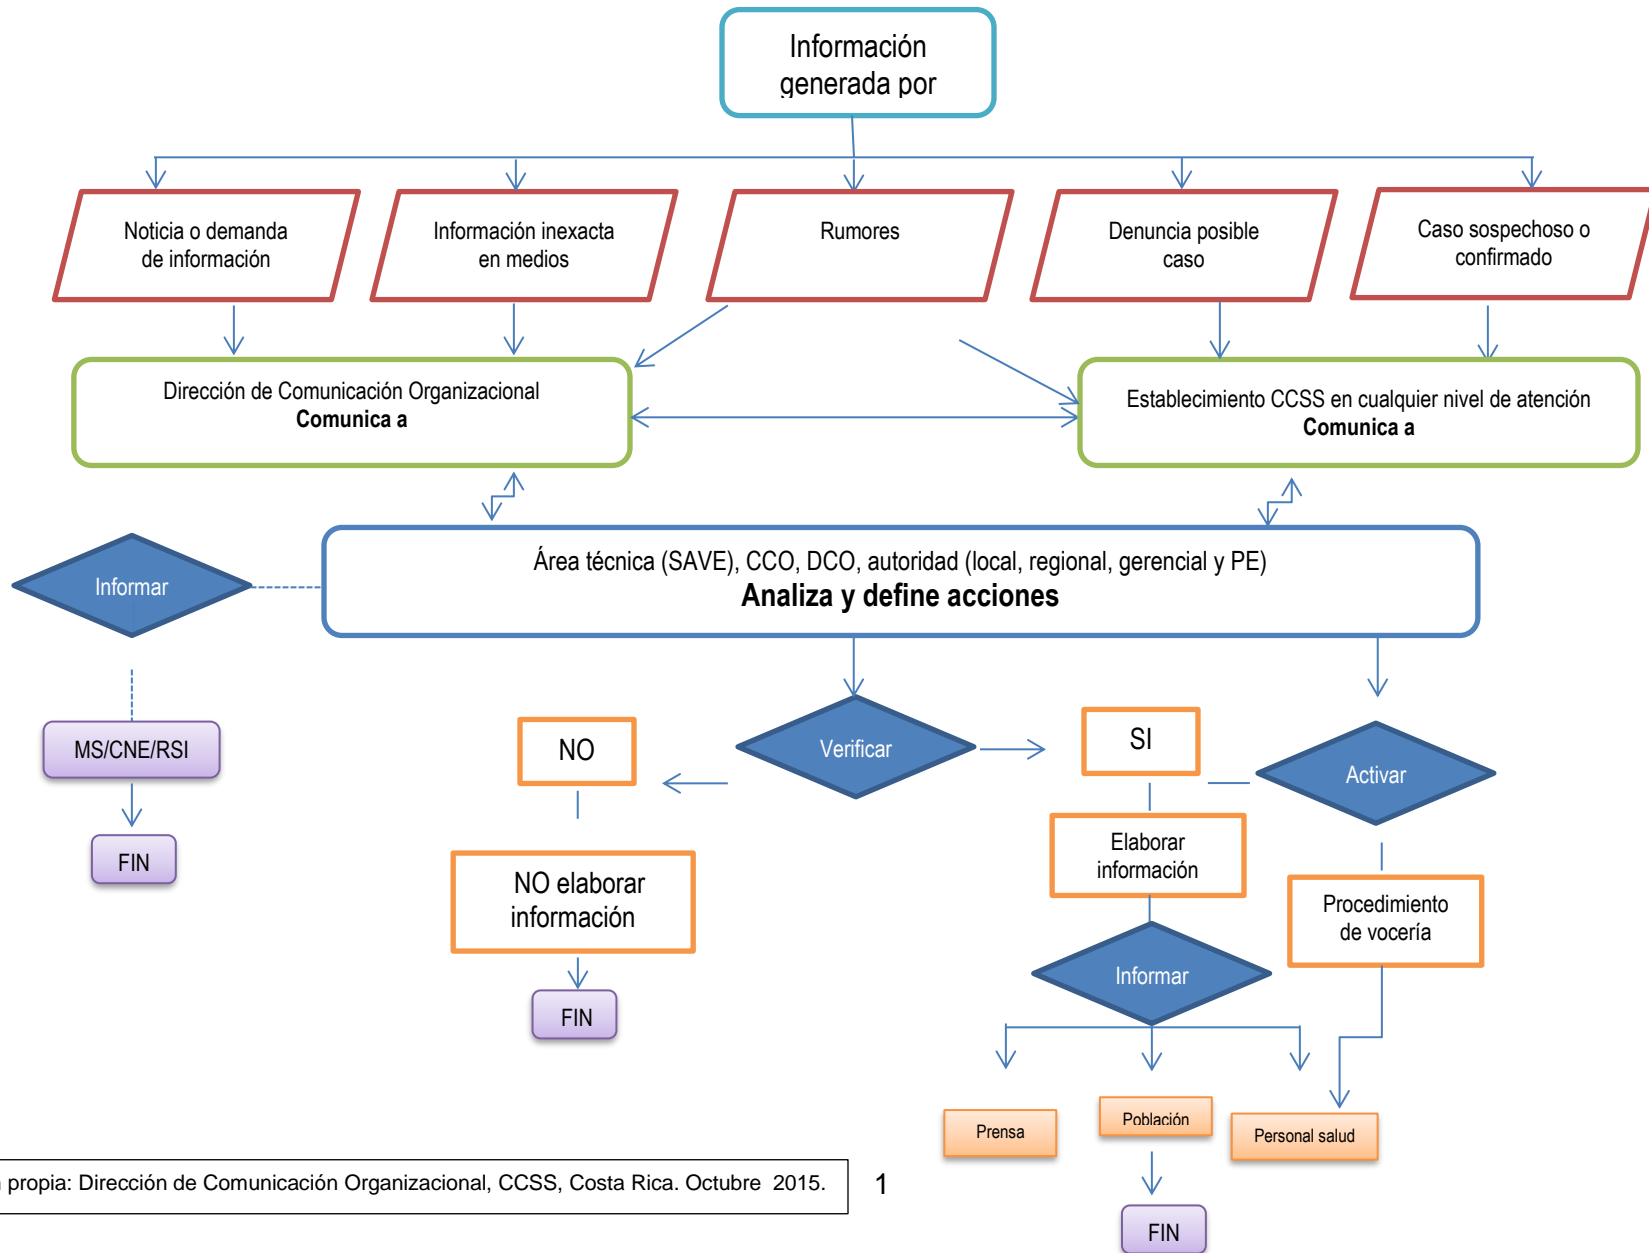 Información
generada por
Noticia o demanda
de información
Información inexacta
en medios
Rumores
Denuncia posible
caso
Caso sospechoso o
confirmado
Dirección de Comunicación Organizacional
Comunica a
Establecimiento CCSS en cualquier nivel de atención
Comunica a
Área técnica (SAVE), CCO, DCO, autoridad (local, regional, gerencial y PE)
Analiza y define acciones
Informar
MS/CNE/RSI
FIN
NO
Verificar
SI
Activar
NO elaborar
información
FIN
Elaborar
información
Procedimiento
de vocería
Informar
Prensa
Población
Personal salud
FIN
propia: Dirección de Comunicación Organizacional, CCSS, Costa Rica. Octubre 2015.
1